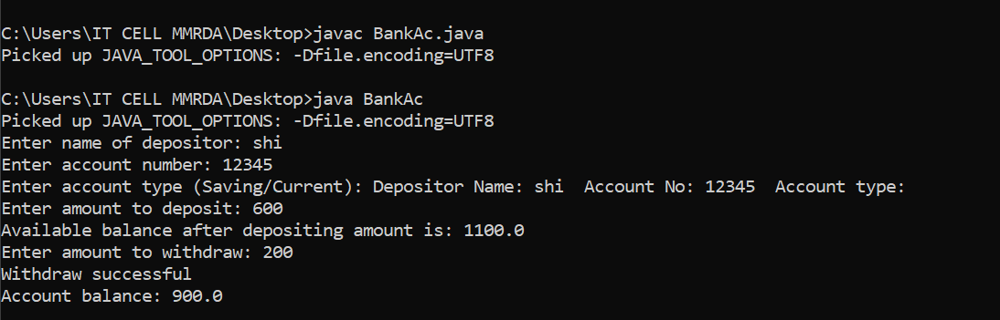 C:\Users\IT CELL MMRDA\Desktop>javac BankAc.java
Picked up JAVA_TOOL_OPTIONS: -Dfile.encoding=UTF8
C:\Users\IT CELL MMRDA\Desktop>java BankAc
Picked up JAVA_TOOL_OPTIONS: -Dfile.encoding=UTF8
Enter name of depositor: shi
Enter account number: 12345
Enter account type (Saving/Current): Depositor Name: shi  Account No: 12345  Account type:
Enter amount to deposit: 600
Available balance after depositing amount is: 1100.0
Enter amount to withdraw: 200
Withdraw successful
Account balance: 900.0